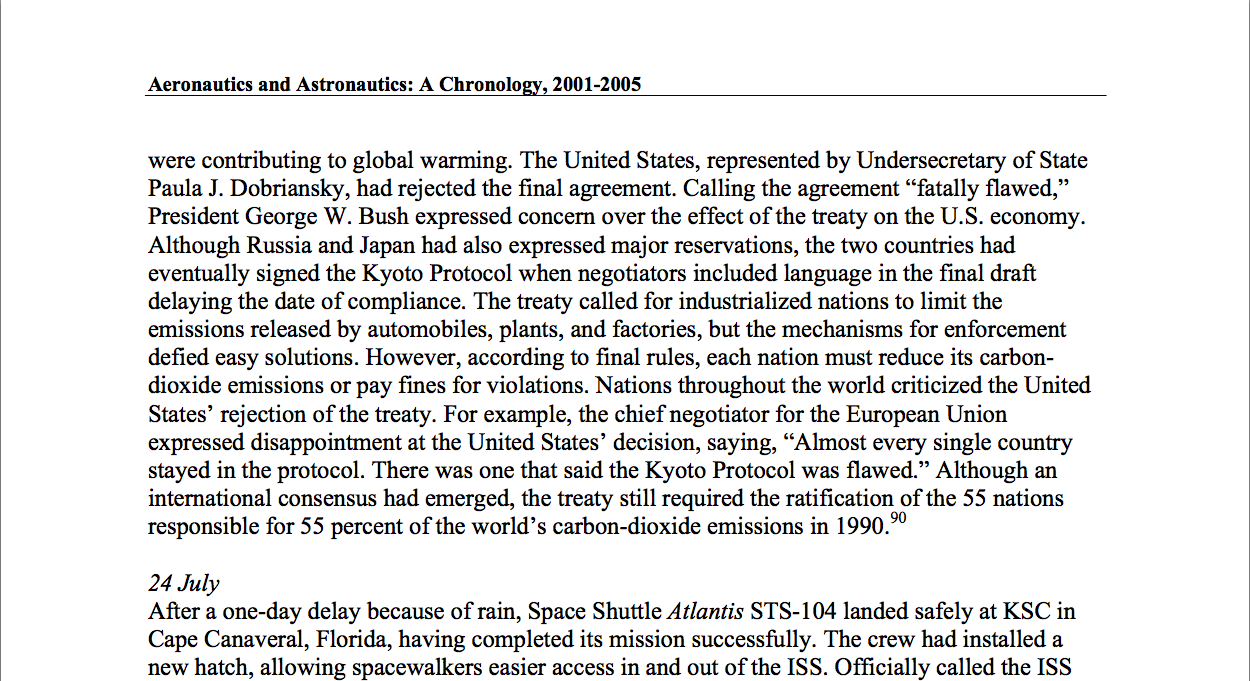 Aeronautics and Astronautics: A Chronology, 2001-2005
were contributing to global warming. The United States, represented by Undersecretary of State
Paula J. Dobriansky, had rejected the final agreement. Calling the agreement “fatally flawed,”
President George W. Bush expressed concern over the effect of the treaty on the U.S. economy.
Although Russia and Japan had also expressed major reservations, the two countries had
eventually signed the Kyoto Protocol when negotiators included language in the final draft
delaying the date of compliance. The treaty called for industrialized nations to limit the
emissions released by automobiles, plants, and factories, but the mechanisms for enforcement
defied easy solutions. However, according to final rules, each nation must reduce its carbon-
dioxide emissions or pay fines for violations. Nations throughout the world criticized the United
States’ rejection of the treaty. For example, the chief negotiator for the European Union
expressed disappointment at the United States’ decision, saying, “Almost every single country
stayed in the protocol. There was one that said the Kyoto Protocol was flawed.” Although an
international consensus had emerged, the treaty still required the ratification of the 55 nations
responsible for 55 percent of the world’s carbon-dioxide emissions in 1990.90
24 July
After a one-day delay because of rain, Space Shuttle Atlantis STS-104 landed safely at KSC in
Cape Canaveral, Florida, having completed its mission successfully. The crew had installed a
new hatch, allowing spacewalkers easier access in and out of the ISS. Officially called the ISS